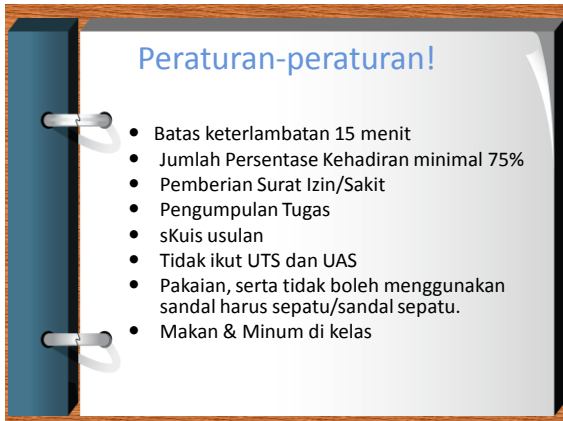 Peraturan-peraturan!
• Batas keterlambatan 15 menit
• Jumlah Persentase Kehadiran minimal 75%
• Pemberian Surat Izin/Sakit
• Pengumpulan Tugas
• sKuis usulan
• Tidak ikut UTS dan UAS
• Pakaian, serta tidak boleh menggunakan
sandal harus sepatu/sandal sepatu.
• Makan & Minum di kelas